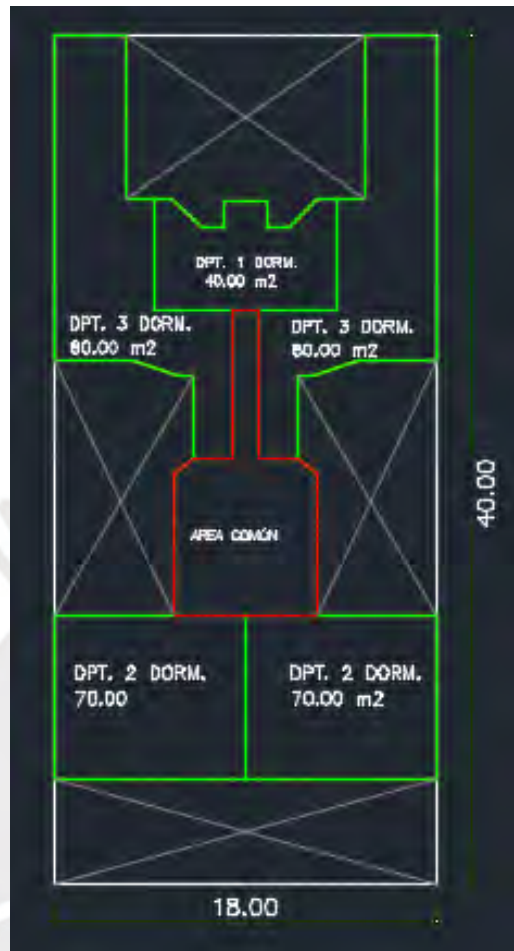 DPT. 1 DORM.
40.00 m2
DPT. 3 DORM.
80.00 m2
DPT. 3 DORM.
80.00 m2
40.00
AREA COMÚN
DPT. 2 DORM.
70.00
DPT. 2 DORM.
70.00 m2
18.00